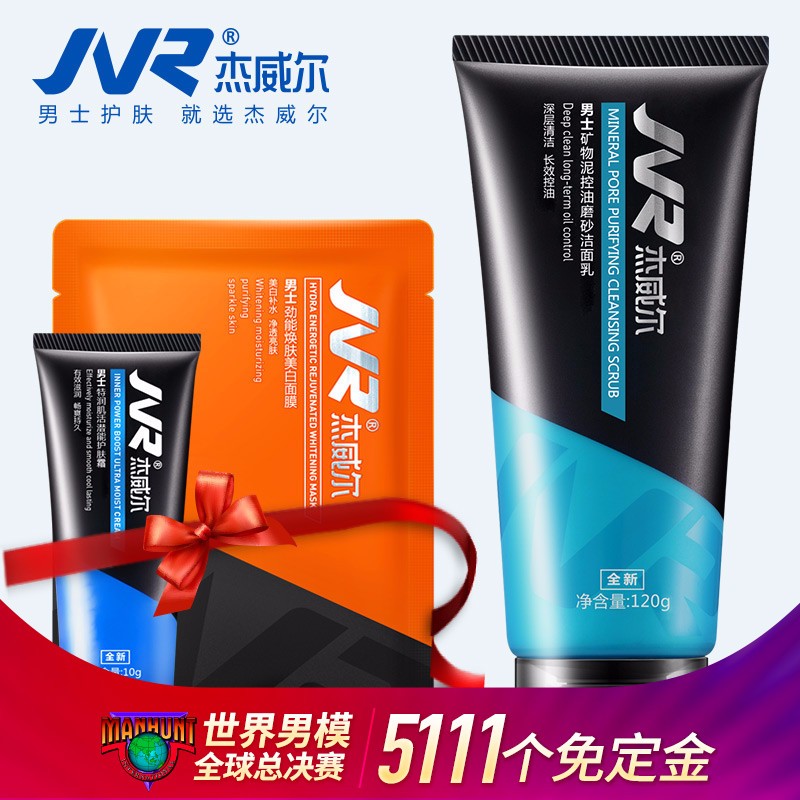 JVR®杰威尔
男士护肤 就选杰威尔
JVR®杰威尔
MINERAL PORE PURIFYING CLEANSING SCRUB
男士矿物泥控油磨砂洁面乳
Deep clean long-term oil control
深层清洁 长效控油
全新
净含量:120g
JVR®杰威尔
HYDRA ENERGETIC REJUVENATED WHITENING MASK
男士劲能焕肤美白面膜
美白补水 净透亮肤
Whitening moisturizing
purifying
sparkle skin
JVR®杰威尔
INNER POWER BOOST ULTRA MOIST CREA
男士特润肌活潜能护肤霜
Effectively moisturize and smooth cool lasting
有效滋润 畅爽持久
全新
量:10g
MANHUNT
世界男模
全球总决赛
5111个免定金